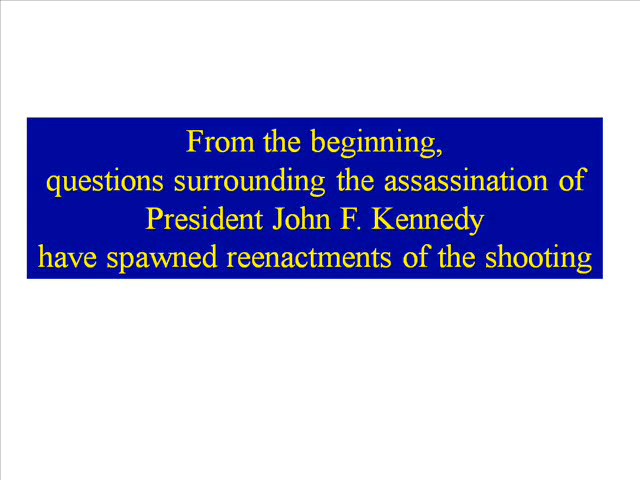 From the beginning,
questions surrounding the assassination of
President John F. Kennedy
have spawned reenactments of the shooting